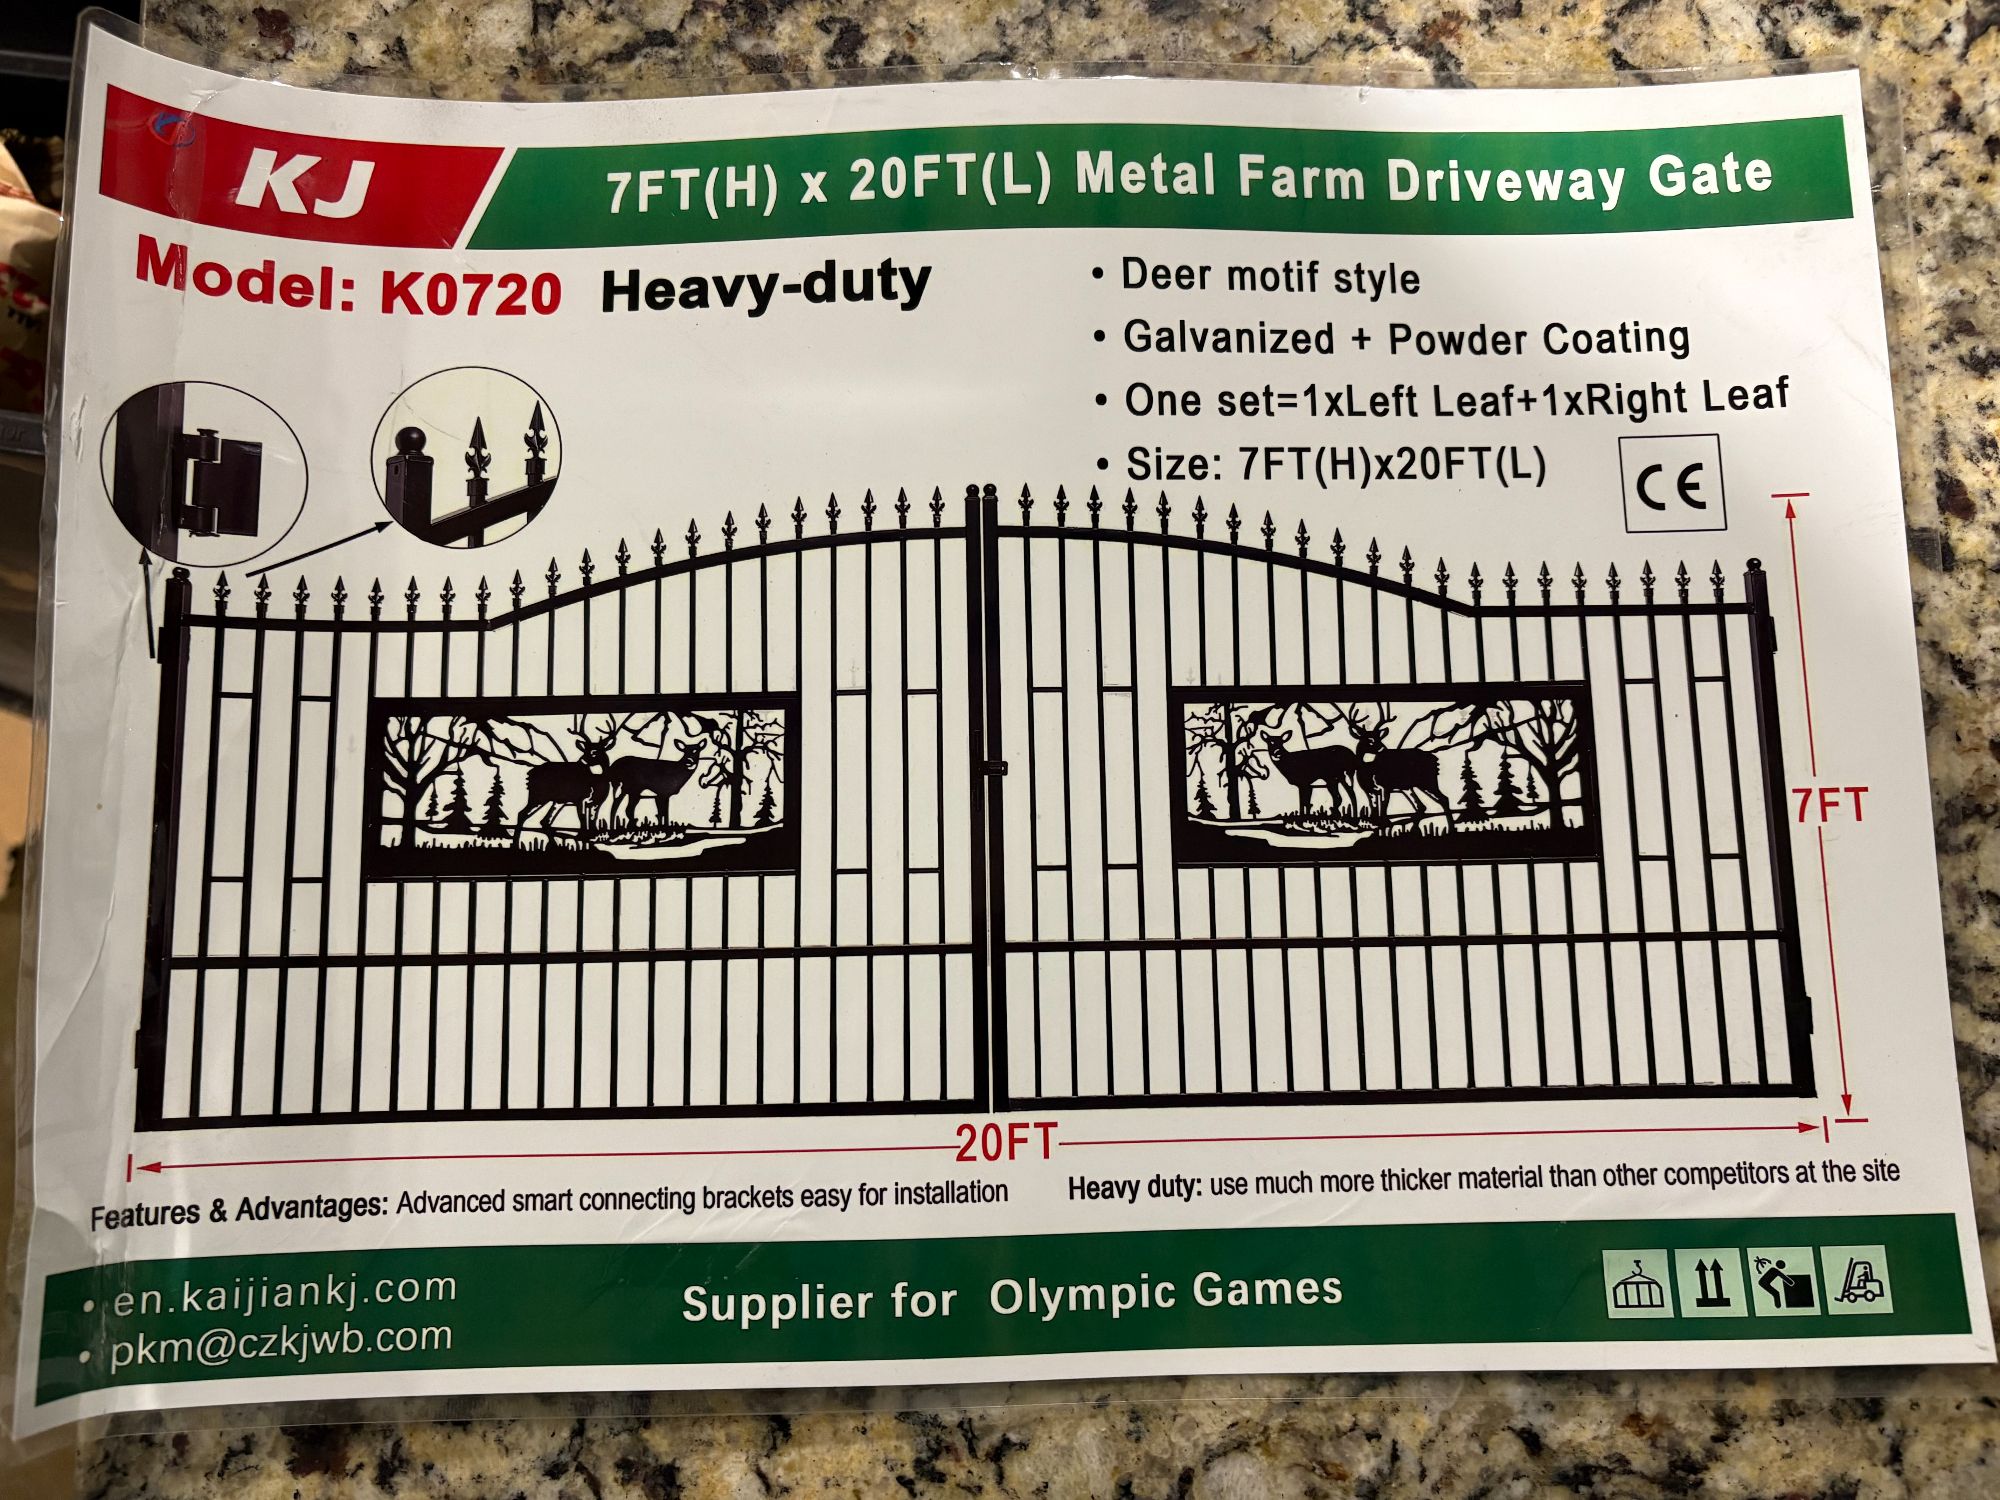 KJ
7FT(H) x 20FT(L) Metal Farm Driveway Gate
Model: K0720 Heavy-duty
• Deer motif style
• Galvanized + Powder Coating
• One set=1xLeft Leaf+1xRight Leaf
• Size: 7FT(H)x20FT(L)
CE
7FT
20FT
Features & Advantages: Advanced smart connecting brackets easy for installation
Heavy duty: use much more thicker material than other competitors at the site
• en.kaijiankj.com
• pkm@czkjwb.com
Supplier for Olympic Games
3